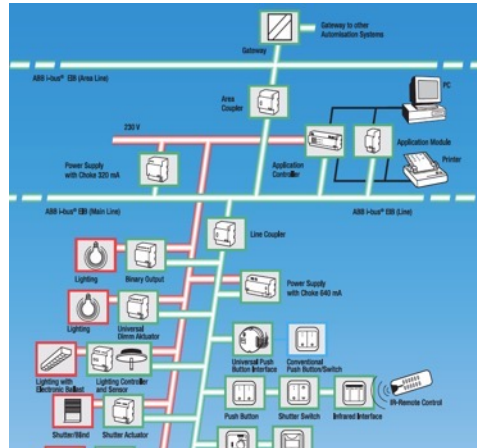 Gateway to other
Automisation Systems
Gateway
ABB i-bus® EIB (Area Line)
PC
Area
Coupler
230 V
Application Module
Power Supply
with Choke 320 mA
Application
Controller
Printer
ABB i-bus® EIB (Main Line)
ABB i-bus® EIB (Line)
Line Coupler
Lighting
Binary Output
Power Supply
with Choke 640 mA
Lighting
Universal
Dimm Aktuator
Universal Push
Button Interface
Conventional
Push Button/Switch
Lighting with
Electronic Ballast
Lighting Controller
and Sensor
Push Button
Shutter Switch
Infrared Interface
IR-Remote Control
Shutter/Blind
Shutter Actuator